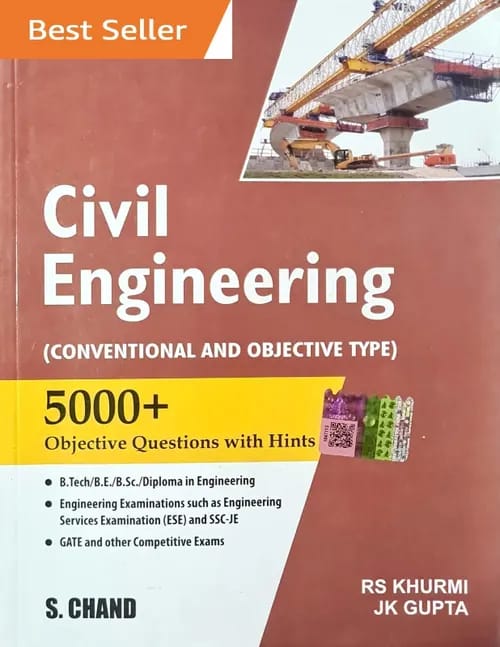 Best Seller
Civil
Engineering
(CONVENTIONAL AND OBJECTIVE TYPE)
5000+
Objective Questions with Hints
• B.Tech/B.E./B.Sc./Diploma in Engineering
• Engineering Examinations such as Engineering
Services Examination (ESE) and SSC-JE
• GATE and other Competitive Exams
RS KHURMI
JK GUPTA
S. CHAND